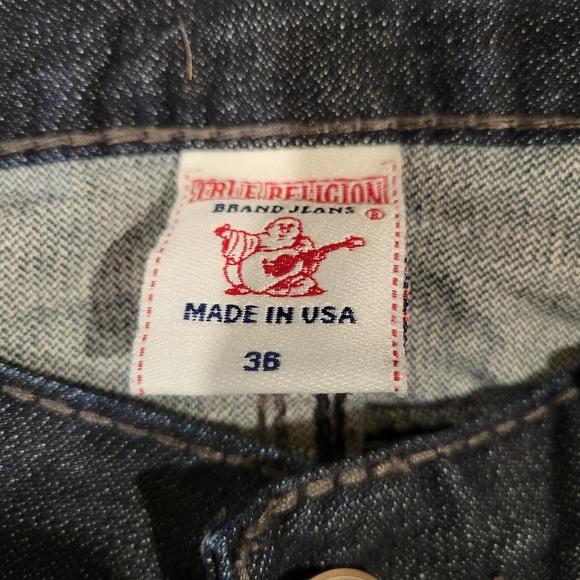 TRUE RELIGION
BRAND JEANS ®
MADE IN USA
36